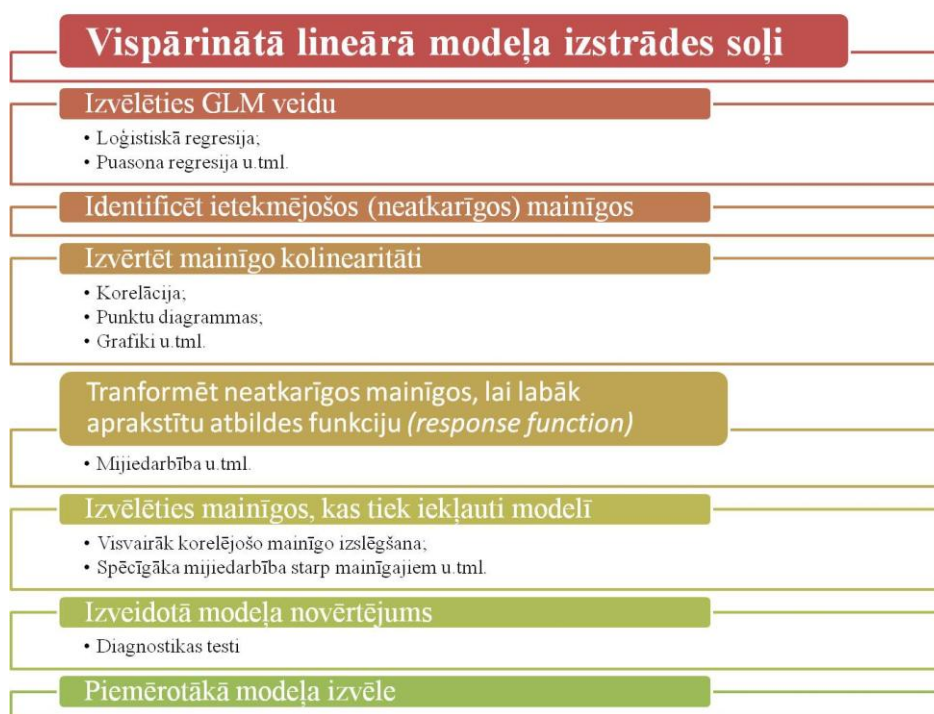 Vispārinātā lineārā modeļa izstrādes soļi
Izvēlēties GLM veidu
• Loģistiskā regresija;
• Puasona regresija u.tml.
Identificēt ietekmējošos (neatkarīgos) mainīgos
Izvērtēt mainīgo kolinearitāti
• Korelācija;
• Punktu diagrammas;
• Grafiki u.tml.
Tranformēt neatkarīgos mainīgos, lai labāk
aprakstītu atbildes funkciju (response function)
• Mijiedarbība u.tml.
Izvēlēties mainīgos, kas tiek iekļauti modelī
• Visvairāk korelējošo mainīgo izslēgšana;
• Spēcīgāka mijiedarbība starp mainīgajiem u.tml.
Izveidotā modeļa novērtējums
• Diagnostikas testi
Piemērotākā modeļa izvēle